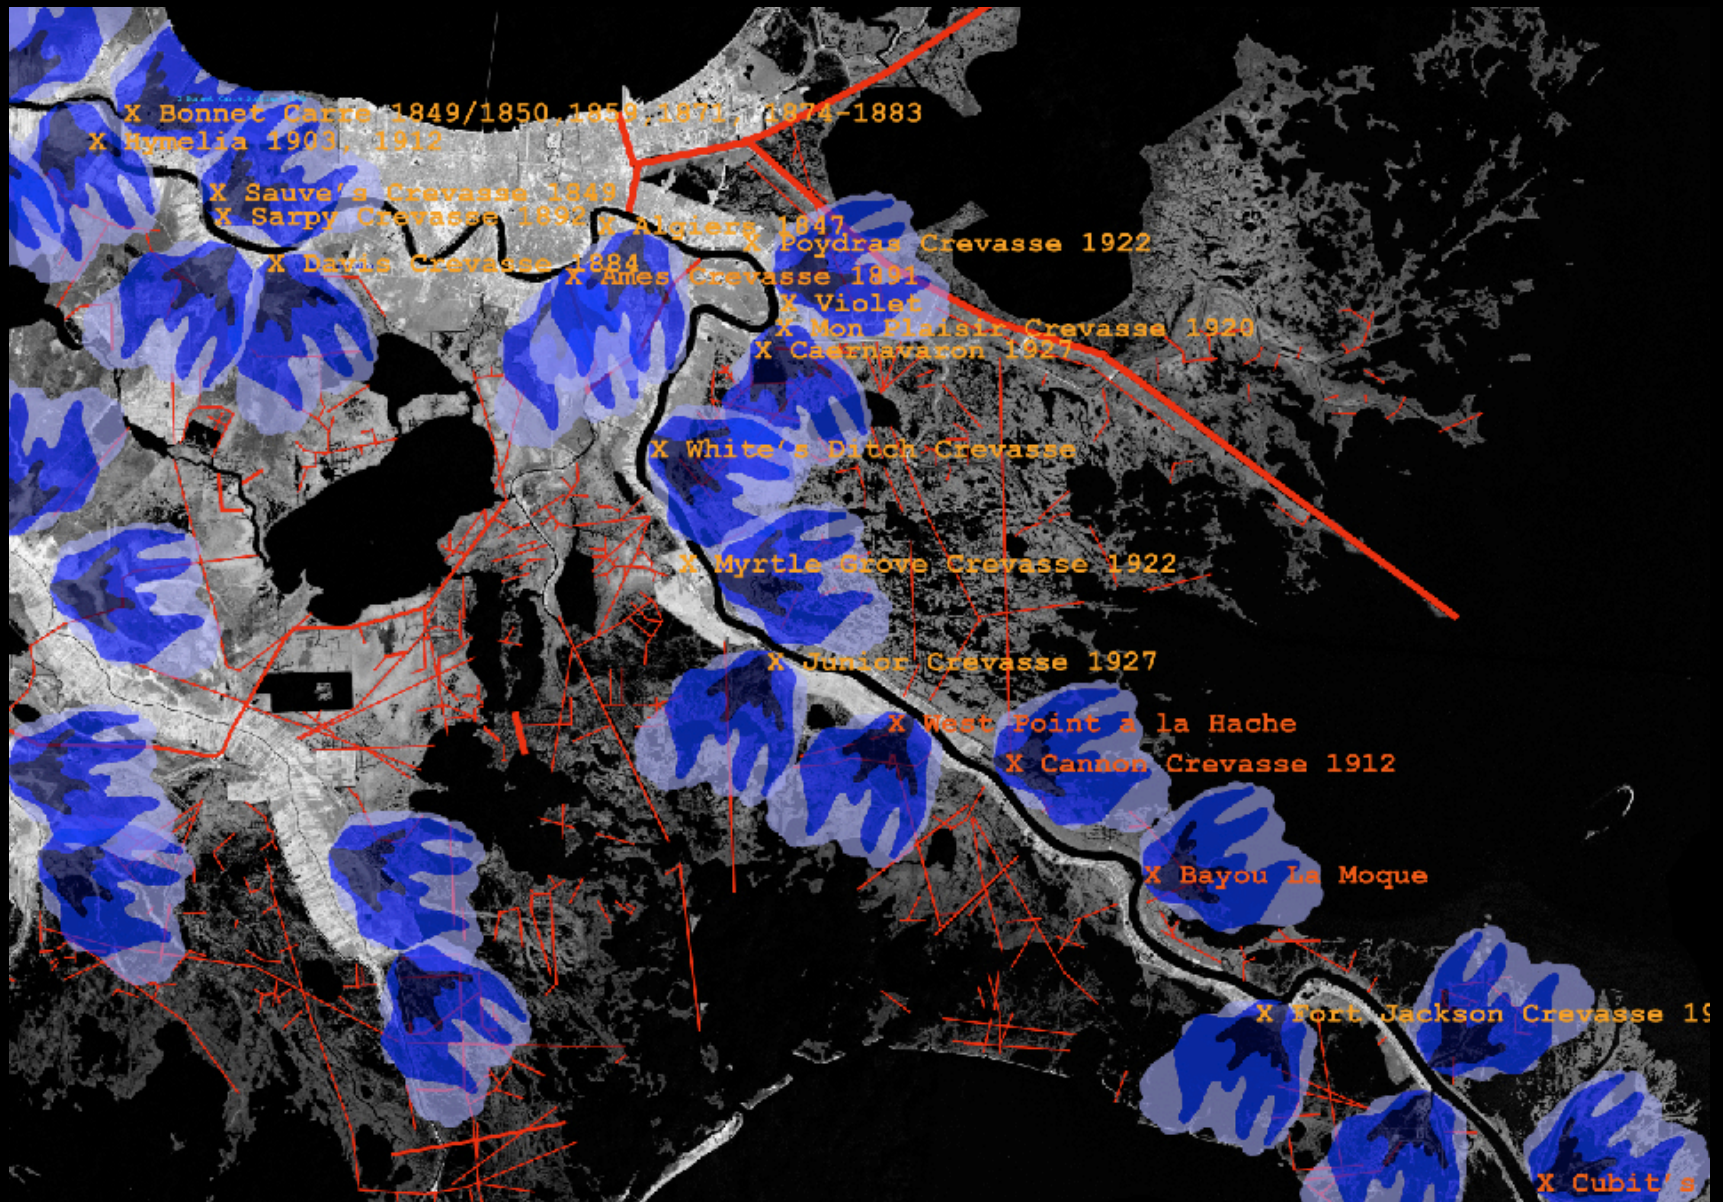 X Bonnet Carre 1849/1850,1859,1871, 1874-1883
X Hymelia 1903, 1912
X Sauve's Crevasse 1849
X Sarpy Crevasse 1892
X Algiers 1847
X Poydras Crevasse 1922
X Davis Crevasse 1884
X Ames Crevasse 1891
X Violet
X Mon Plaisir Crevasse 1920
X Caernavaron 1927
X White's Ditch Crevasse
X Myrtle Grove Crevasse 1922
X Junior Crevasse 1927
X West Point a la Hache
X Cannon Crevasse 1912
X Bayou La Moque
X Fort Jackson Crevasse 19
X Cubit's